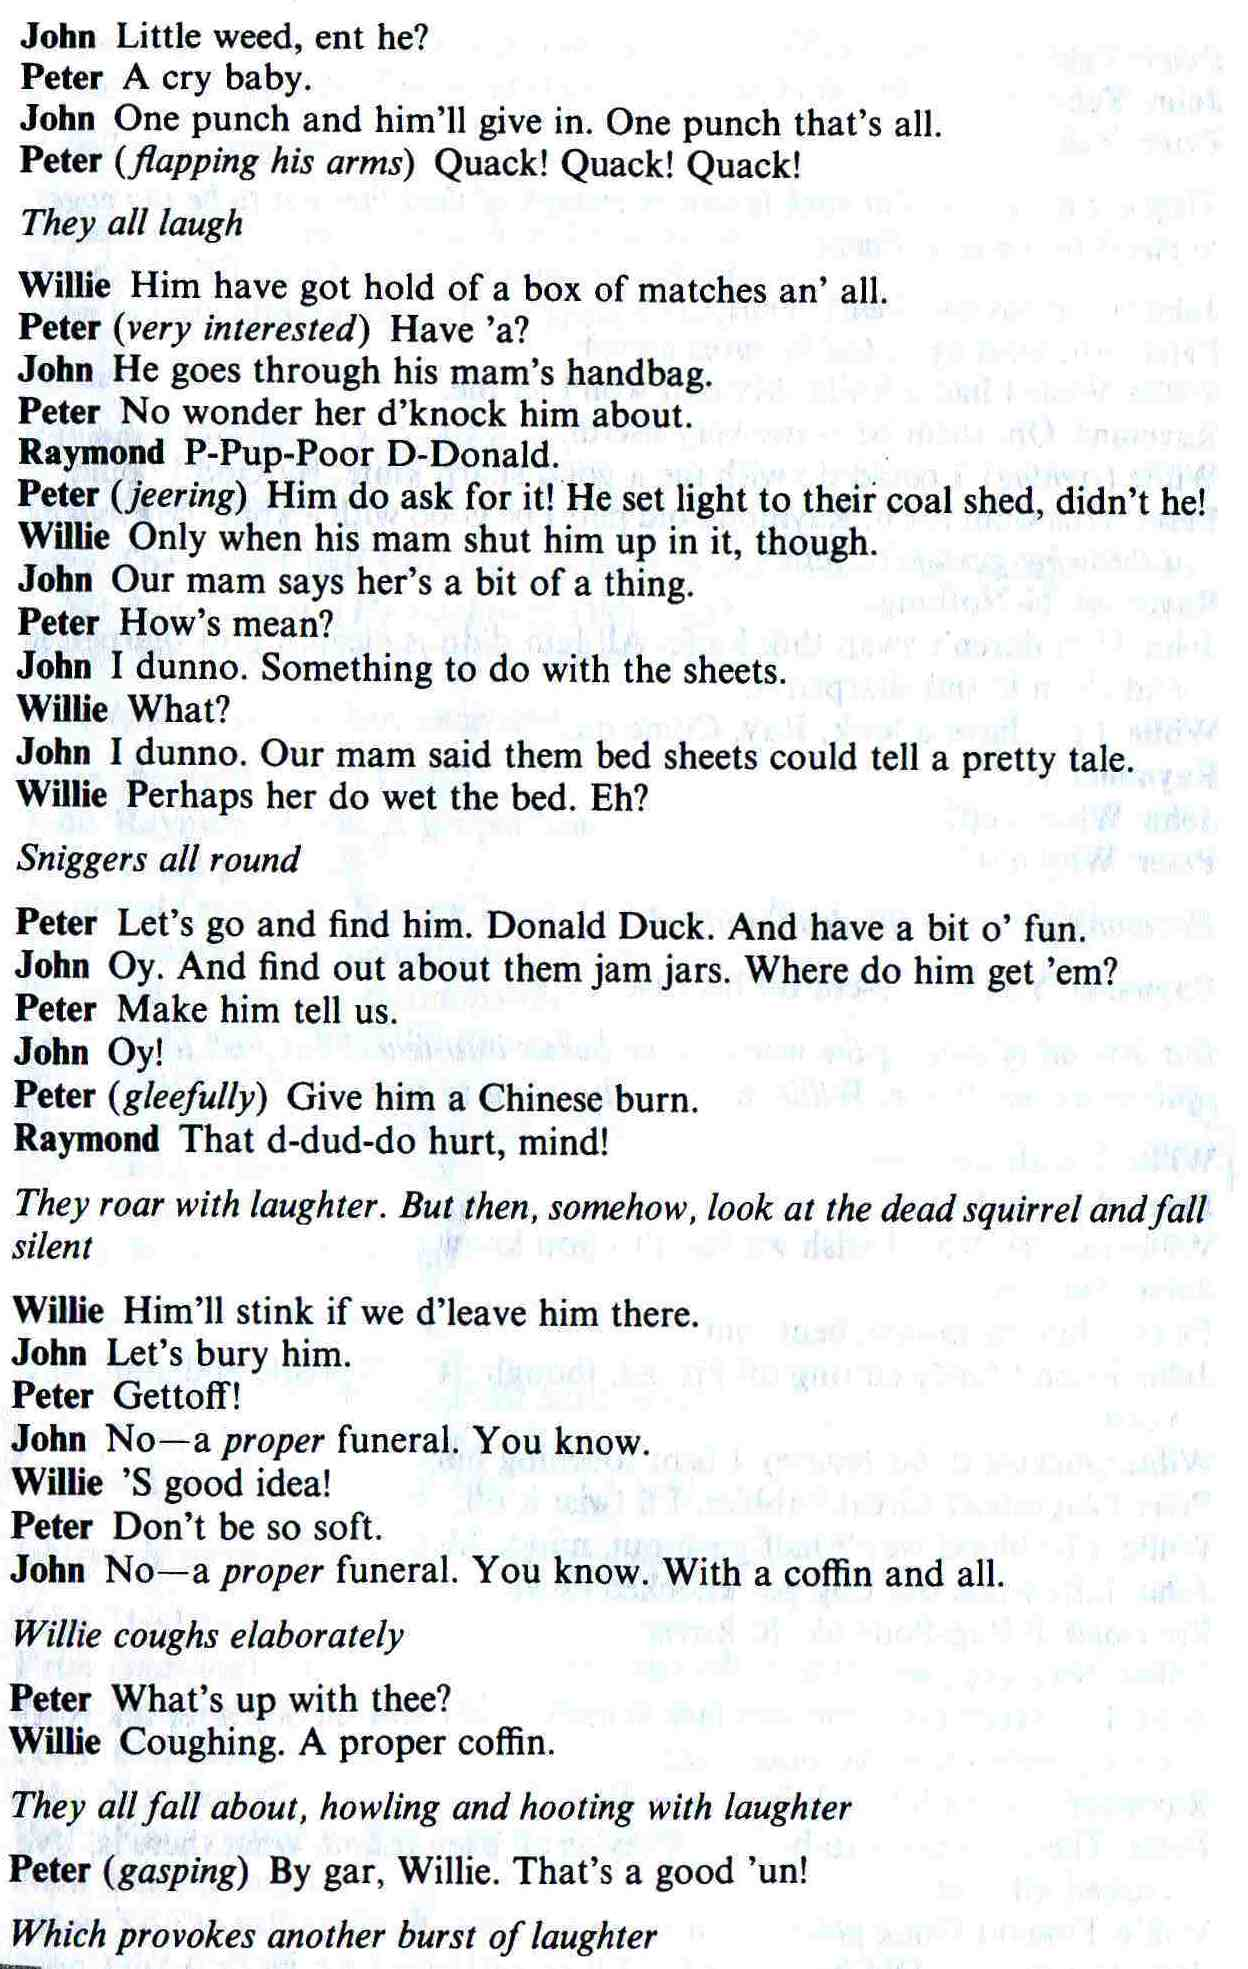 John Little weed, ent he?
Peter A cry baby.
John One punch and him'll give in. One punch that's all.
Peter (flapping his arms) Quack! Quack! Quack!
They all laugh
Willie Him have got hold of a box of matches an' all.
Peter (very interested) Have 'a?
John He goes through his mam's handbag.
Peter No wonder her d'knock him about.
Raymond P-Pup-Poor D-Donald.
Peter (jeering) Him do ask for it! He set light to their coal shed, didn't he!
Willie Only when his mam shut him up in it, though.
John Our mam says her's a bit of a thing.
Peter How's mean?
John I dunno. Something to do with the sheets.
Willie What?
John I dunno. Our mam said them bed sheets could tell a pretty tale.
Willie Perhaps her do wet the bed. Eh?
Sniggers all round
Peter Let's go and find him. Donald Duck. And have a bit o' fun.
John Oy. And find out about them jam jars. Where do him get 'em?
Peter Make him tell us.
John Oy!
Peter (gleefully) Give him a Chinese burn.
Raymond That d-dud-do hurt, mind!
They roar with laughter. But then, somehow, look at the dead squirrel and fall
silent
Willie Him'll stink if we d'leave him there.
John Let's bury him.
Peter Gettoff!
John No—a proper funeral. You know.
Willie 'S good idea!
Peter Don't be so soft.
John No—a proper funeral. You know. With a coffin and all.
Willie coughs elaborately
Peter What's up with thee?
Willie Coughing. A proper coffin.
They all fall about, howling and hooting with laughter
Peter (gasping) By gar, Willie. That's a good 'un!
Which provokes another burst of laughter